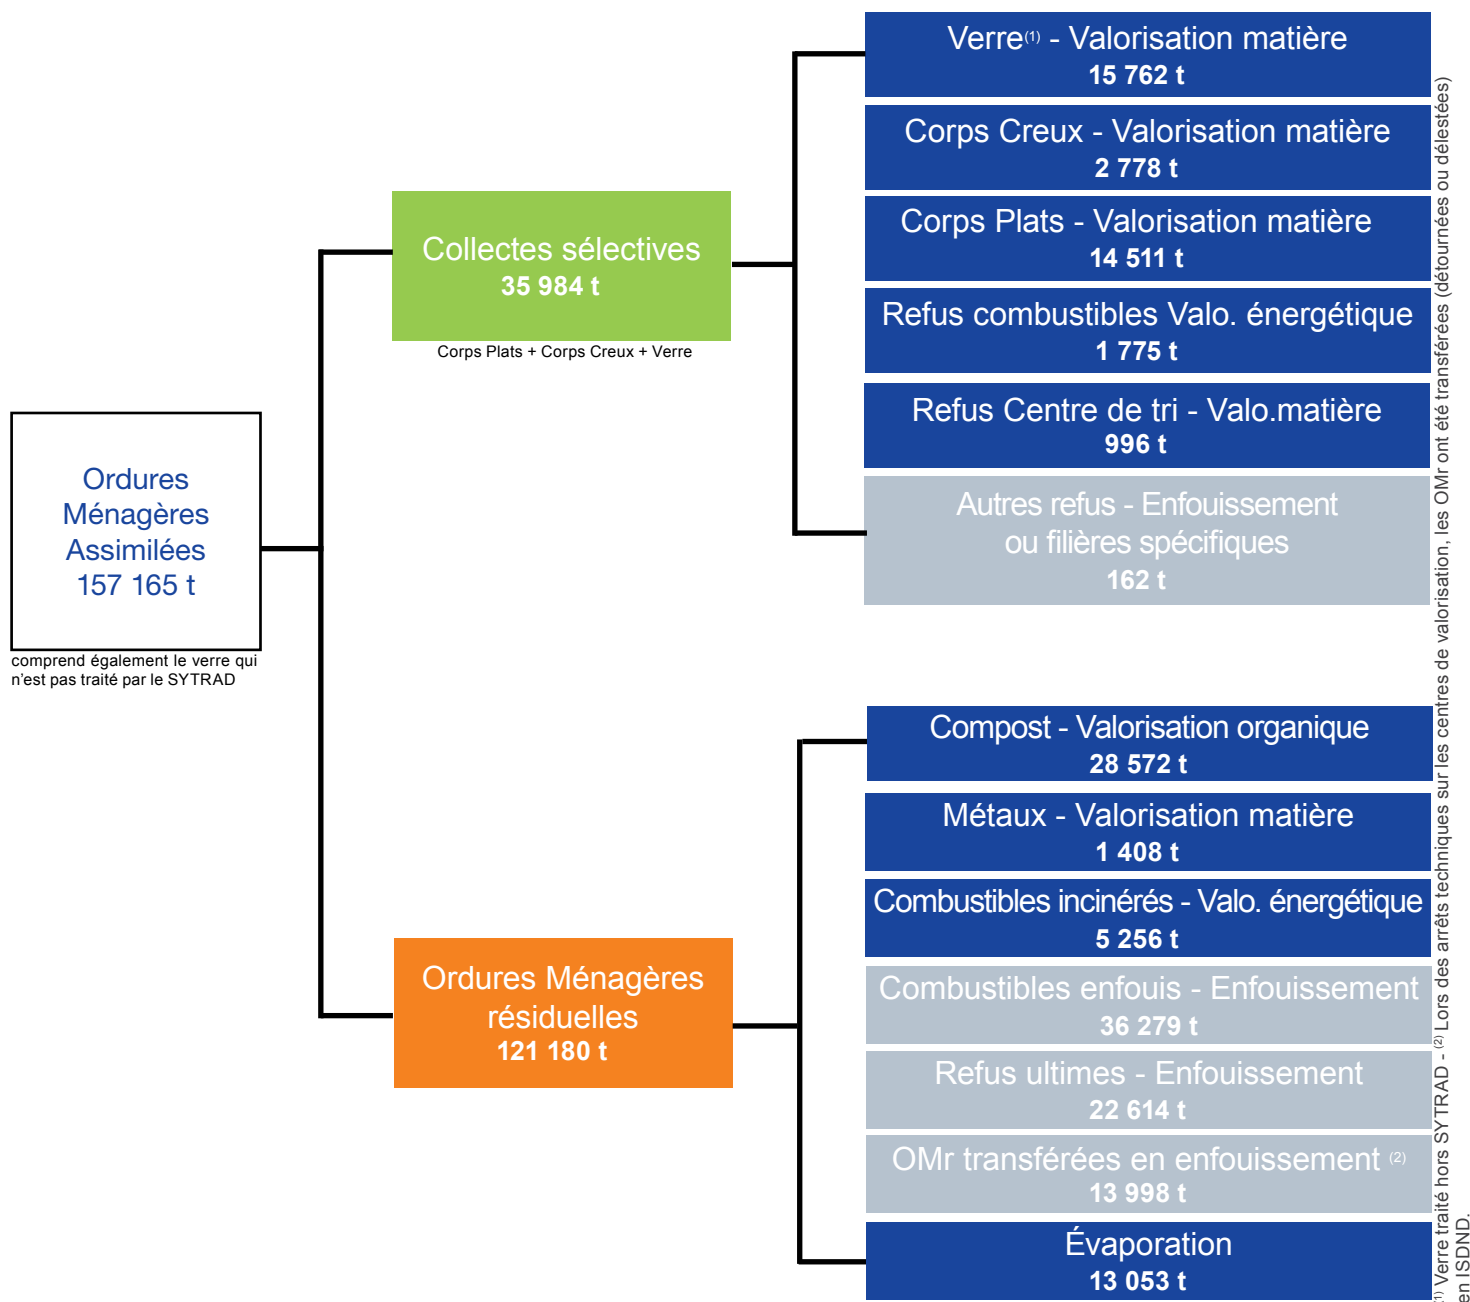 Ordures
Ménagères
Assimilées
157 165 t
comprend également le verre qui
n'est pas traité par le SYTRAD
Collectes sélectives
35 984 t
Corps Plats + Corps Creux + Verre
Verre(1) - Valorisation matière
15 762 t
Corps Creux - Valorisation matière
2 778 t
Corps Plats - Valorisation matière
14 511 t
Refus combustibles Valo. énergétique
1 775 t
Refus Centre de tri - Valo.matière
996 t
Autres refus - Enfouissement
ou filières spécifiques
162 t
Ordures Ménagères
résiduelles
121 180 t
Compost - Valorisation organique
28 572 t
Métaux - Valorisation matière
1 408 t
Combustibles incinérés - Valo. énergétique
5 256 t
Combustibles enfouis - Enfouissement
36 279 t
Refus ultimes - Enfouissement
22 614 t
OMr transférées en enfouissement (2)
13 998 t
Évaporation
13 053 t
(1) Verre traité hors SYTRAD - (2) Lors des arrêts techniques sur les centres de valorisation, les OMr ont été transférées (détournées ou délestées)
en ISDND.